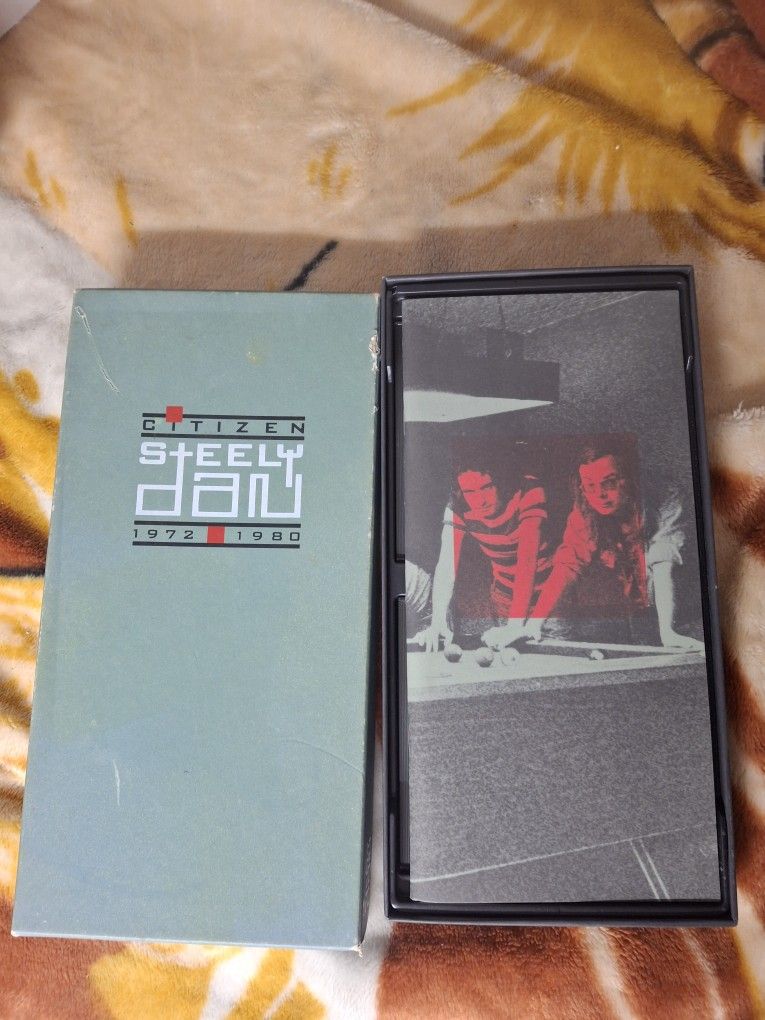 CiTIZEN
StEELY
dAN
1972 1980